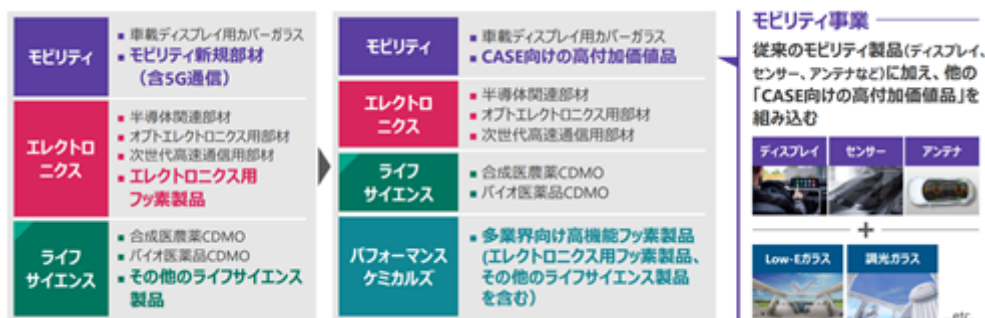 モビリティ
▪ 車載ディスプレイ用カバーガラス
▪ モビリティ新規部材
（含5G通信）
エレクトロ
ニクス
▪ 半導体関連部材
▪ オプトエレクトロニクス用部材
▪ 次世代高速通信用部材
▪ エレクトロニクス用
フッ素製品
ライフ
サイエンス
▪ 合成医農薬CDMO
▪ バイオ医薬品CDMO
▪ その他のライフサイエンス
製品
モビリティ
▪ 車載ディスプレイ用カバーガラス
▪ CASE向けの高付加価値品
エレクトロ
ニクス
▪ 半導体関連部材
▪ オプトエレクトロニクス用部材
▪ 次世代高速通信用部材
ライフ
サイエンス
▪ 合成医農薬CDMO
▪ バイオ医薬品CDMO
パフォーマンス
ケミカルズ
▪ 多業界向け高機能フッ素製品
(エレクトロニクス用フッ素製品、
その他のライフサイエンス製品
を含む）
モビリティ事業
従来のモビリティ製品(ディスプレイ、
センサー、アンテナなど)に加え、他の
「CASE向けの高付加価値品」を
組み込む
ディスプレイ
センサー
アンテナ
+
Low-Eガラス
調光ガラス
etc